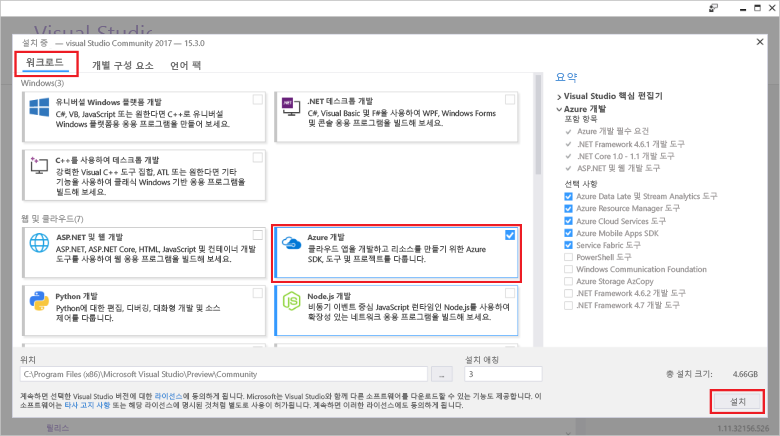 Visual Studio
설치 중 — visual Studio Community 2017 — 15.3.0
워크로드 개별 구성 요소 언어 팩
Windows(3)
유니버설 Windows 플랫폼 개발
C#, VB, JavaScript 또는 원한다면 C++로 유니버설
Windows 플랫폼용 응용 프로그램을 만들어 보세요.
.NET 데스크톱 개발
C#, Visual Basic 및 F#을 사용하여 WPF, Windows Forms
및 콘솔 응용 프로그램을 빌드해 보세요.
C++를 사용하여 데스크톱 개발
강력한 Visual C++ 도구 집합, ATL 또는 원한다면 기타
기능을 사용하여 클래식 Windows 기반 응용 프로그램을
빌드해 보세요.
웹 및 클라우드(7)
ASP.NET 및 웹 개발
ASP.NET, ASP.NET Core, HTML, JavaScript 및 컨테이너 개발
도구를 사용하여 웹 응용 프로그램을 빌드해 보세요.
Azure 개발
클라우드 앱을 개발하고 리소스를 만들기 위한 Azure
SDK, 도구 및 프로젝트를 다룹니다.
Python 개발
Python에 대한 편집, 디버깅, 대화형 개발 및 소스
제어를 다룹니다.
Node.js 개발
비동기 이벤트 중심 JavaScript 런타임인 Node.js를 사용하여
확장성 있는 네트워크 응용 프로그램을 빌드해 보세요.
요약
Visual Studio 핵심 편집기
Azure 개발
포함 항목
Azure 개발 필수 요건
.NET Framework 4.6.1 개발 도구
.NET Core 1.0 - 1.1 개발 도구
ASP.NET 및 웹 개발 도구
선택 사항
Azure Data Late 및 Stream Analytics 도구
Azure Resource Manager 도구
Azure Cloud Services 도구
Azure Mobile Apps SDK
Service Fabric 도구
PowerShell 도구
Windows Communication Foundation
Azure Storage AzCopy
.NET Framework 4.6.2 개발 도구
.NET Framework 4.7 개발 도구
위치
C:\Program Files (x86)\Microsoft Visual Studio\Preview\Community
...
설치 애칭
3
총 설치 크기: 4.66GB
계속하면 선택한 Visual Studio 버전에 대한 라이선스에 동의하게 됩니다. Microsoft는 Visual Studio와 함께 다른 소프트웨어를 다운로드할 수 있는 기능도 제공합니다. 이
소프트웨어는 타사 고지 사항 또는 해당 라이선스에 명시된 것처럼 별도로 사용이 허가됩니다. 계속하면 이러한 라이선스에도 동의하게 됩니다.
설치
릴리스
1.11.32156.526